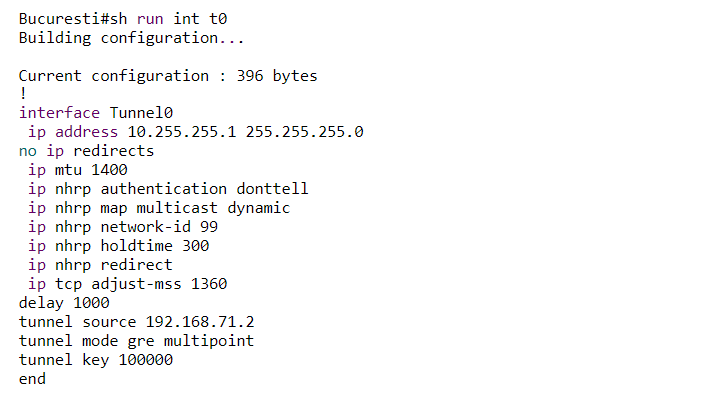 Bucuresti#sh run int t0
Building configuration...
Current configuration : 396 bytes
!
interface Tunnel0
ip address 10.255.255.1 255.255.255.0
no ip redirects
ip mtu 1400
ip nhrp authentication donttell
ip nhrp map multicast dynamic
ip nhrp network-id 99
ip nhrp holdtime 300
ip nhrp redirect
ip tcp adjust-mss 1360
delay 1000
tunnel source 192.168.71.2
tunnel mode gre multipoint
tunnel key 100000
end